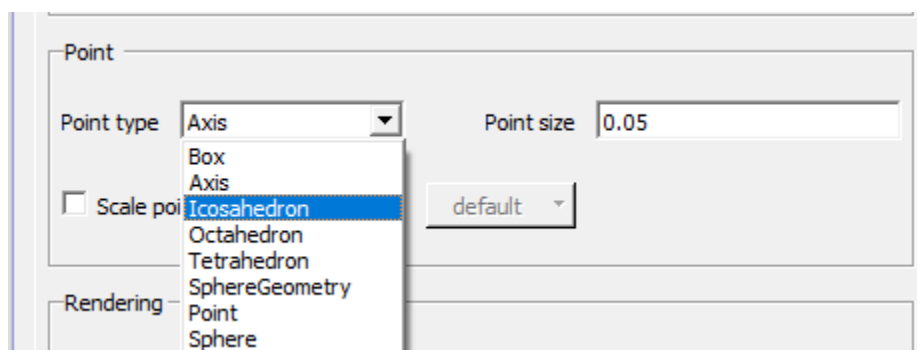 Point
Point type Axis Point size 0.05
Box
Axis
Scale poi Icosahedron default
Octahedron
Tetrahedron
SphereGeometry
Rendering
Point
Sphere